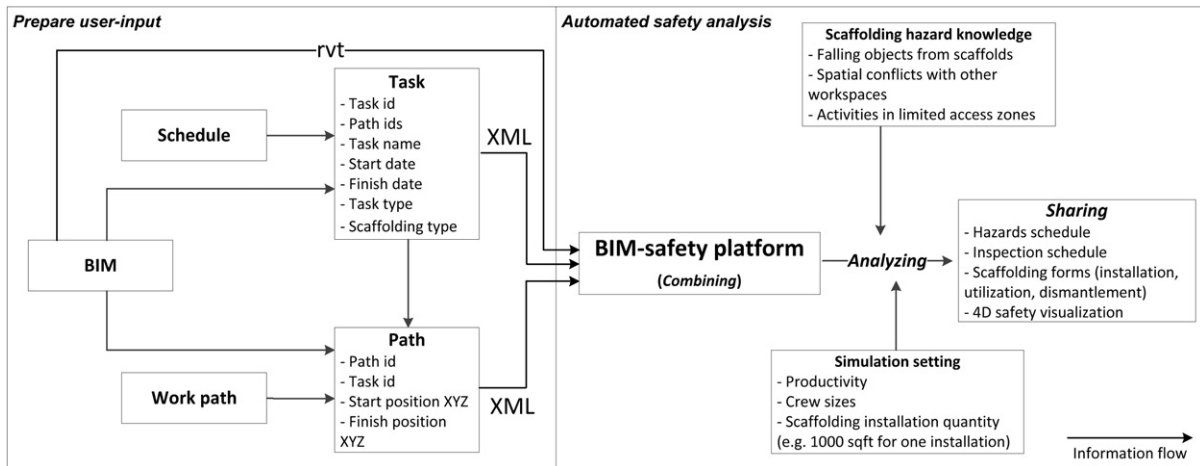 Prepare user-input
rvt
Task
- Task id
- Path ids
- Task name
- Start date
- Finish date
- Task type
- Scaffolding type
Schedule
XML
BIM
Path
- Path id
- Task id
- Start position XYZ
- Finish position
XYZ
Work path
XML
Automated safety analysis
Scaffolding hazard knowledge
- Falling objects from scaffolds
- Spatial conflicts with other
workspaces
- Activities in limited access zones
BIM-safety platform
(Combining)
Analyzing
Sharing
- Hazards schedule
- Inspection schedule
- Scaffolding forms (installation,
utilization, dismantlement)
- 4D safety visualization
Simulation setting
- Productivity
- Crew sizes
- Scaffolding installation quantity
(e.g. 1000 sqft for one installation)
Information flow